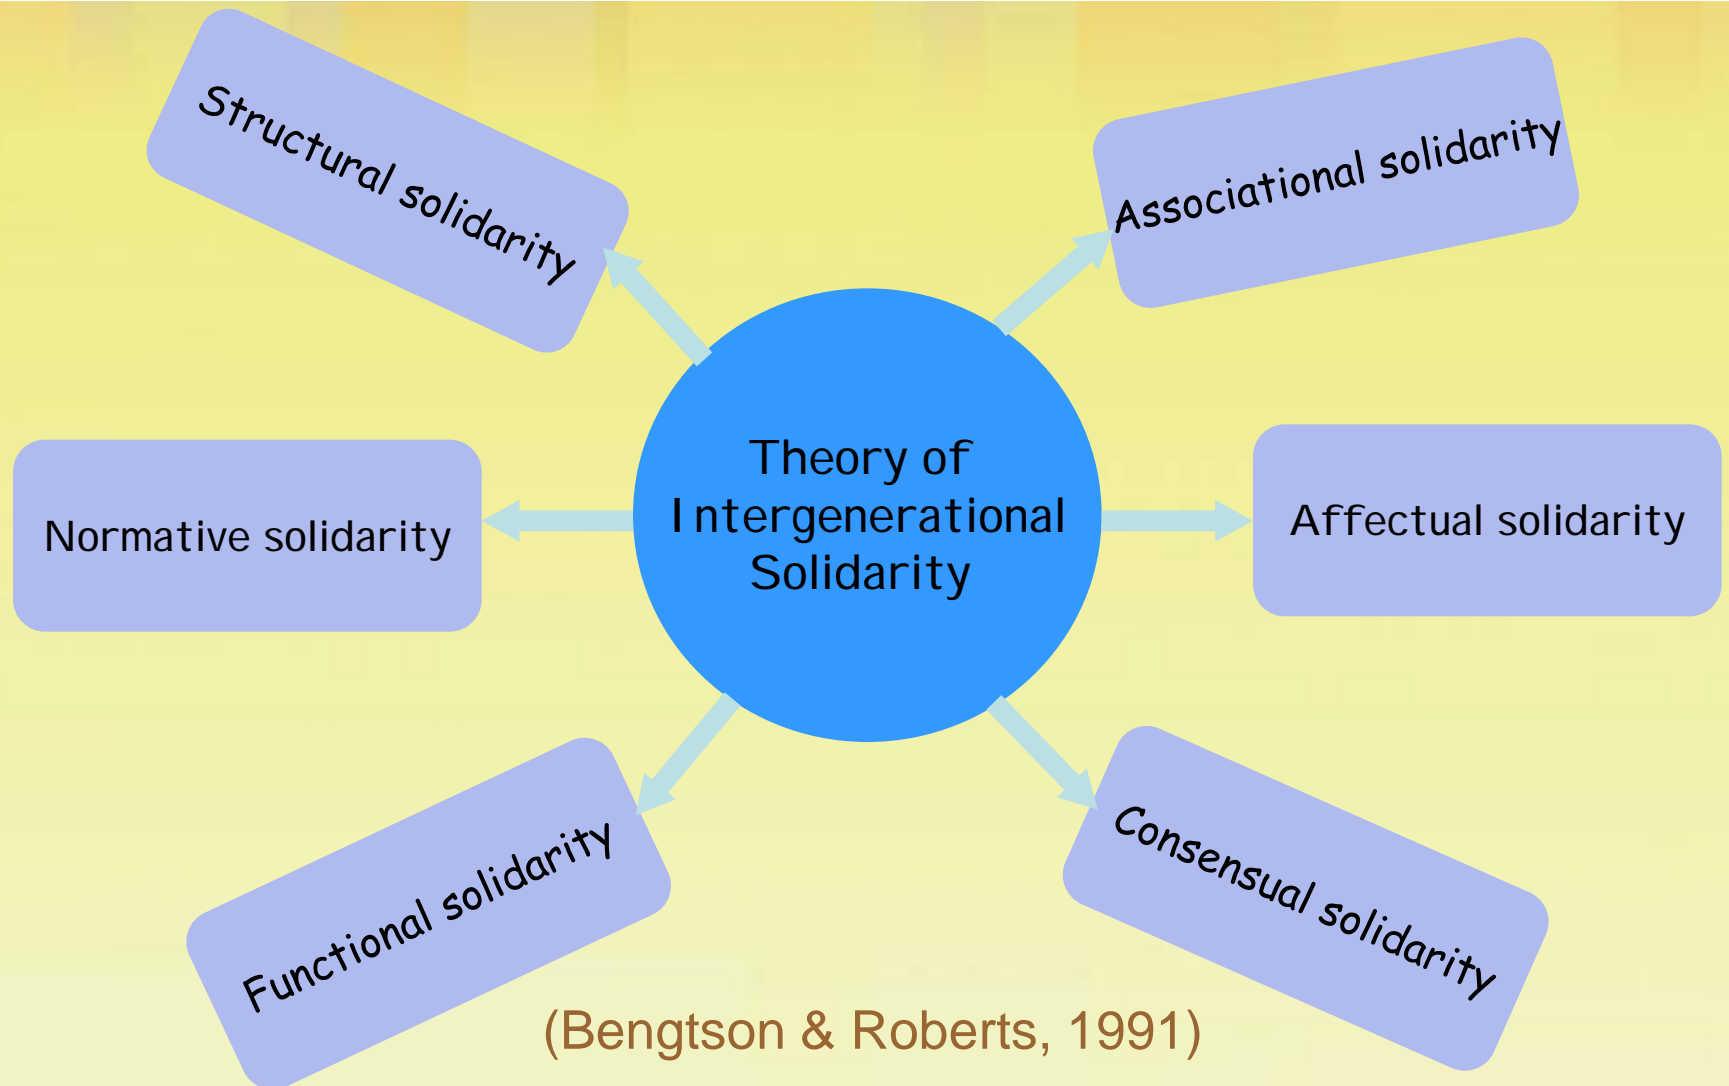 Structural solidarity
Associational solidarity
Theory of
Intergenerational
Solidarity
Normative solidarity
Affectual solidarity
Functional solidarity
Consensual solidarity
(Bengtson & Roberts, 1991)